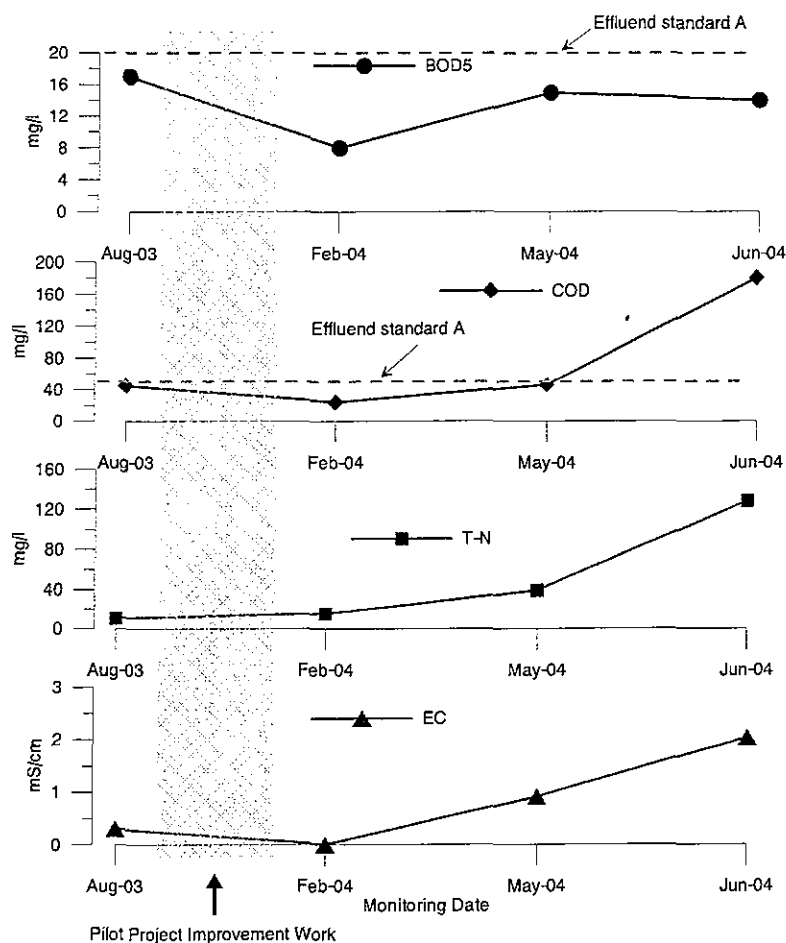 Effluend standard A
20
16
12
8
4
0
mg/l
BOD5
Aug-03 Feb-04 May-04 Jun-04
200
160
120
80
40
0
mg/l
COD
Effluend standard A
Aug-03 Feb-04 May-04 Jun-04
160
120
80
40
0
mg/l
T-N
Aug-03 Feb-04 May-04 Jun-04
3
2
1
0
mS/cm
EC
Aug-03 Feb-04 May-04 Jun-04
Monitoring Date
Pilot Project Improvement Work